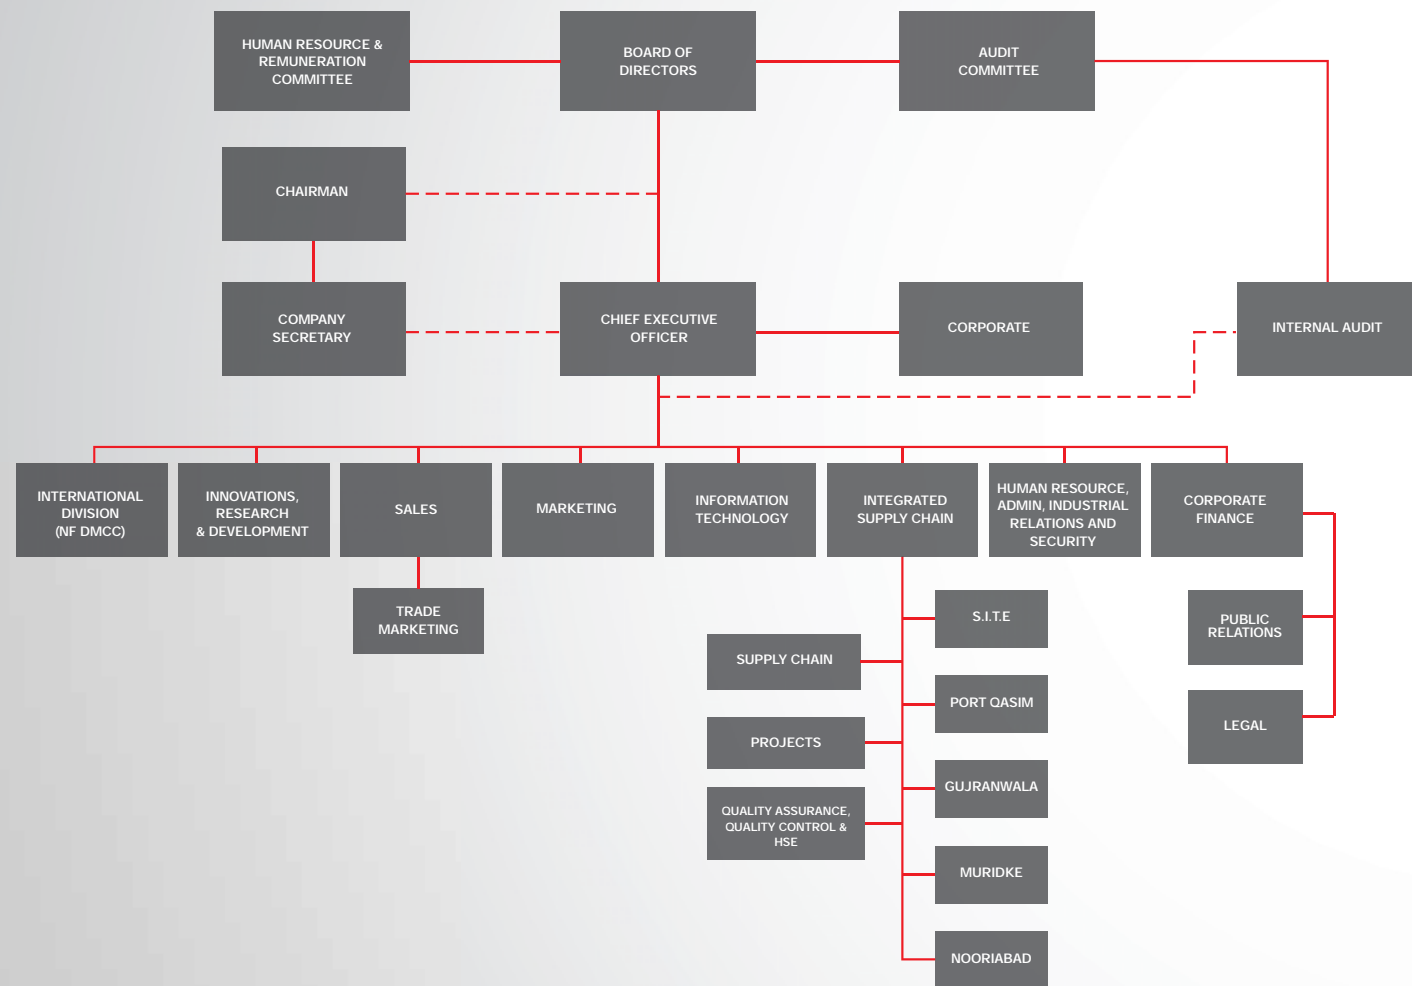 HUMAN RESOURCE &
REMUNERATION
COMMITTEE
BOARD OF
DIRECTORS
AUDIT
COMMITTEE
CHAIRMAN
COMPANY
SECRETARY
CHIEF EXECUTIVE
OFFICER
CORPORATE
INTERNAL AUDIT
INTERNATIONAL
DIVISION
(NF DMCC)
INNOVATIONS,
RESEARCH
& DEVELOPMENT
SALES
MARKETING
INFORMATION
TECHNOLOGY
INTEGRATED
SUPPLY CHAIN
HUMAN RESOURCE,
ADMIN, INDUSTRIAL
RELATIONS AND
SECURITY
CORPORATE
FINANCE
TRADE
MARKETING
SUPPLY CHAIN
PROJECTS
QUALITY ASSURANCE,
QUALITY CONTROL &
HSE
S.I.T.E
PORT QASIM
GUJRANWALA
MURIDKE
NOORIABAD
PUBLIC
RELATIONS
LEGAL